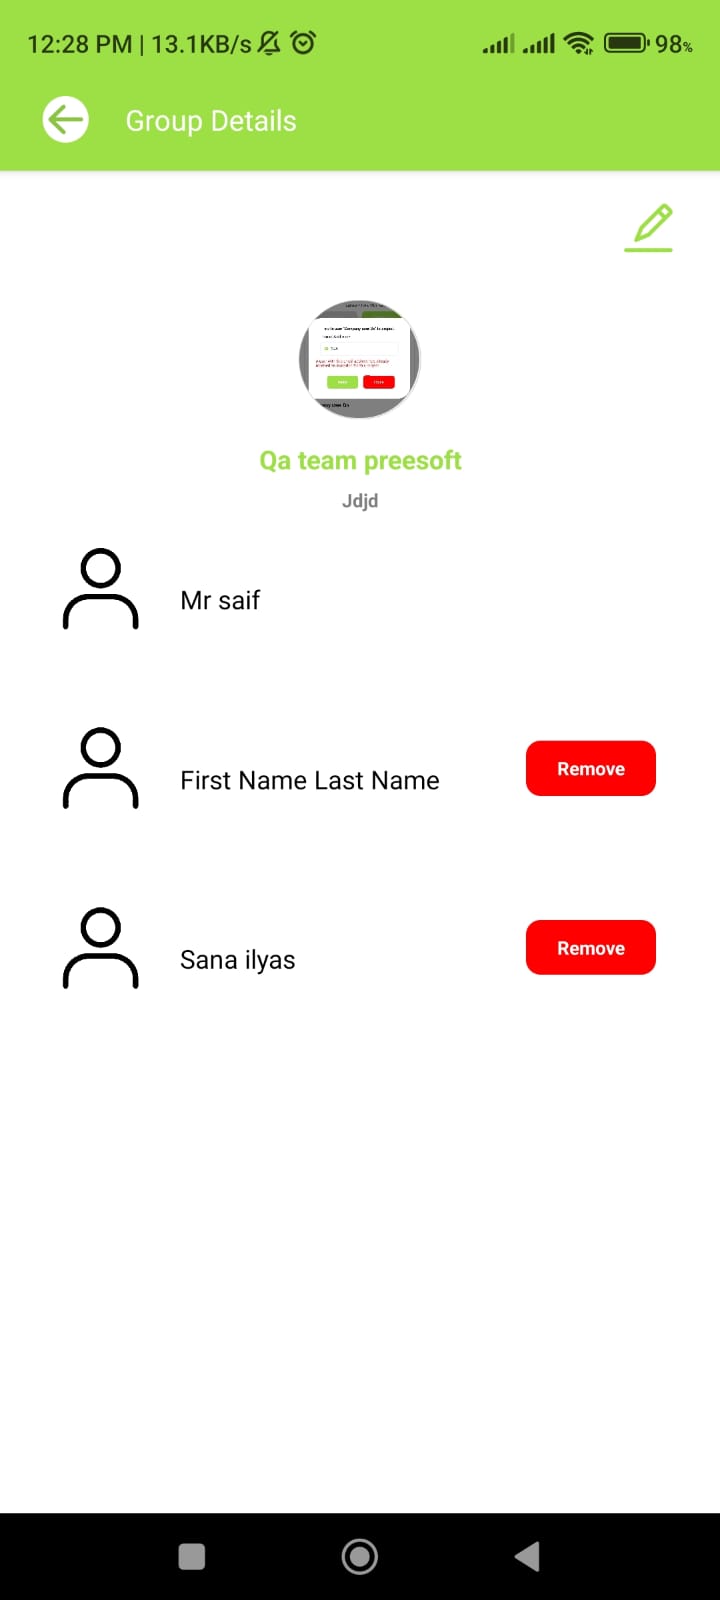 12:28 PM | 13.1KB/s 98%
Group Details
Qa team preesoft
Jdjd
Mr saif
First Name Last Name
Remove
Sana ilyas
Remove